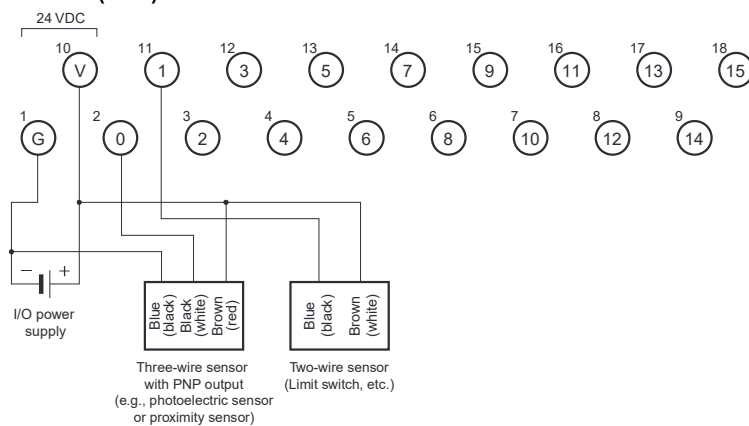 24 VDC
10 11 12 13 14 15 16 17 18
V 1 3 5 7 9 11 13 15
1 2 3 4 5 6 7 8 9
G 0 2 4 6 8 10 12 14
− +
I/O power
supply
Blue
(black)
Black
(white)
Brown
(red)
Blue
(black)
Brown
(white)
Three-wire sensor
with PNP output
(e.g., photoelectric sensor
or proximity sensor)
Two-wire sensor
(Limit switch, etc.)